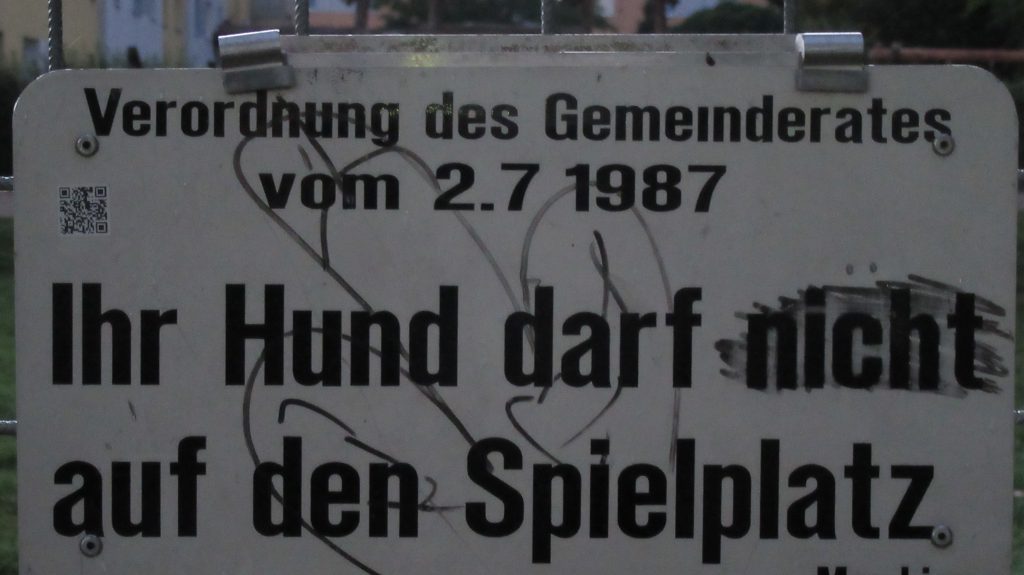 Verordnung des Gemeinderates
vom 2.7 1987
Ihr Hund darf nicht
auf den Spielplatz